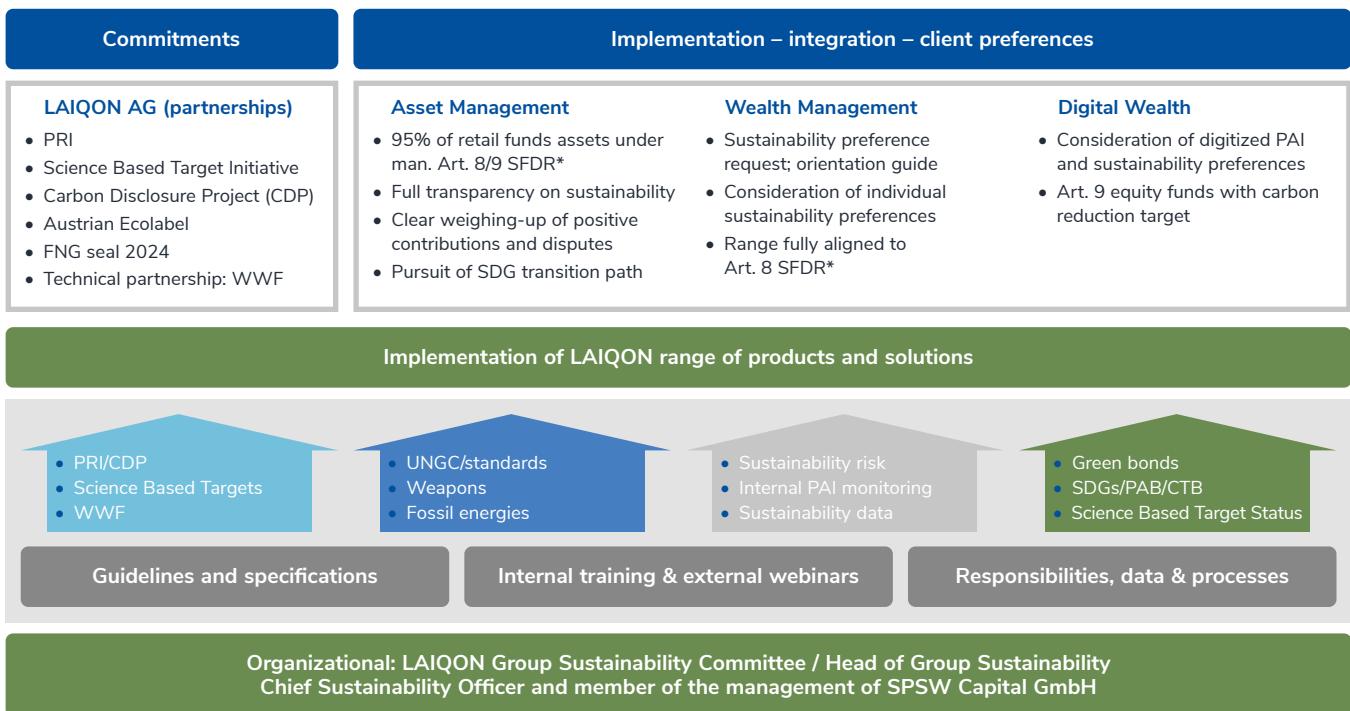 Commitments
Implementation – integration – client preferences
LAIQON AG (partnerships)
• PRI
• Science Based Target Initiative
• Carbon Disclosure Project (CDP)
• Austrian Ecolabel
• FNG seal 2024
• Technical partnership: WWF
Asset Management
• 95% of retail funds assets under
man. Art. 8/9 SFDR*
• Full transparency on sustainability
• Clear weighing-up of positive
contributions and disputes
• Pursuit of SDG transition path
Wealth Management
• Sustainability preference
request; orientation guide
• Consideration of individual
sustainability preferences
• Range fully aligned to
Art. 8 SFDR*
Digital Wealth
• Consideration of digitized PAI
and sustainability preferences
• Art. 9 equity funds with carbon
reduction target
Implementation of LAIQON range of products and solutions
• PRI/CDP
• Science Based Targets
• WWF
• UNGC/standards
• Weapons
• Fossil energies
• Sustainability risk
• Internal PAI monitoring
• Sustainability data
• Green bonds
• SDGs/PAB/CTB
• Science Based Target Status
Guidelines and specifications
Internal training & external webinars
Responsibilities, data & processes
Organizational: LAIQON Group Sustainability Committee / Head of Group Sustainability
Chief Sustainability Officer and member of the management of SPSW Capital GmbH